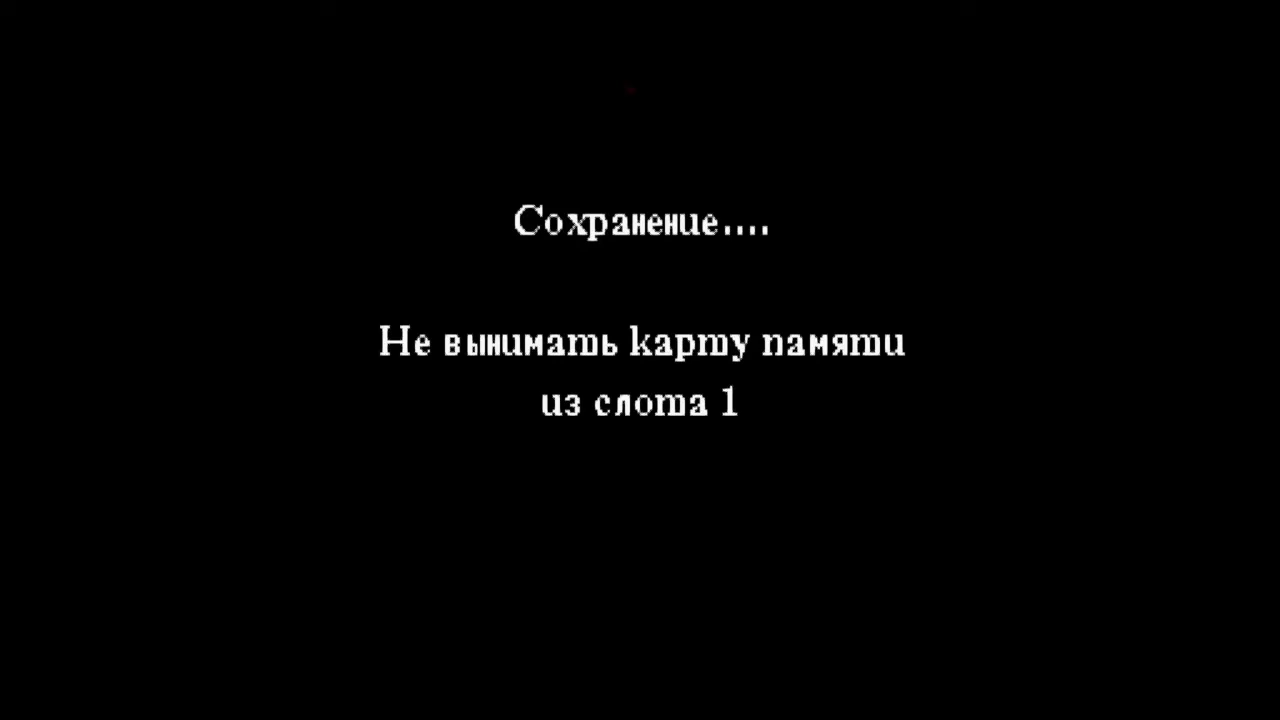 Сохранение....
Не вынимать карту памяти
из слота 1